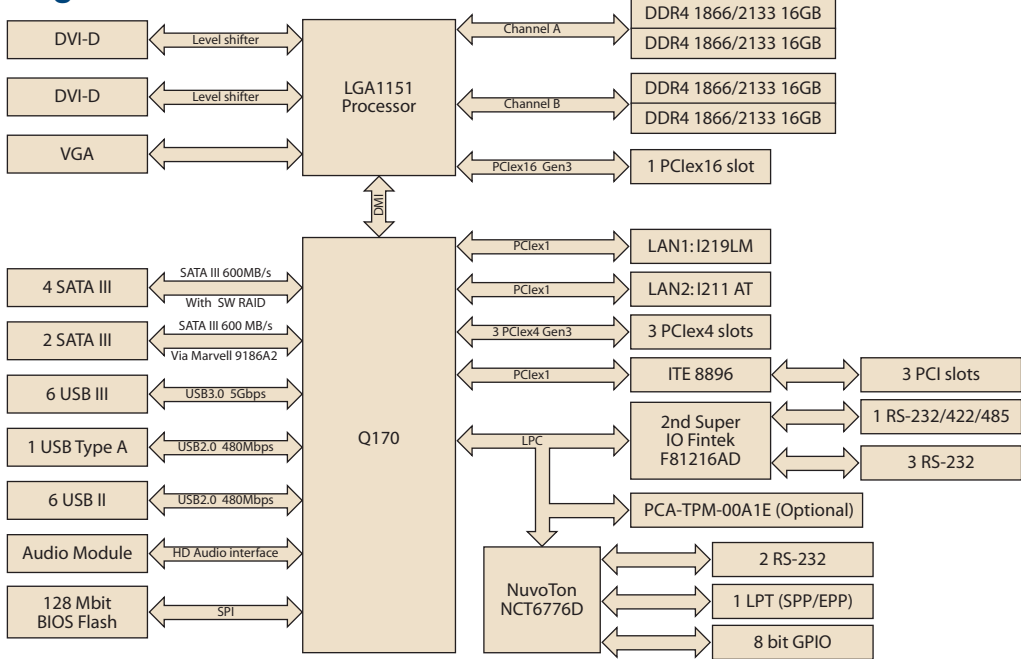 DVI-D
Level shifter
DVI-D
Level shifter
VGA
LGA1151
Processor
Channel A
DDR4 1866/2133 16GB
DDR4 1866/2133 16GB
Channel B
DDR4 1866/2133 16GB
DDR4 1866/2133 16GB
PCIex16 Gen3
1 PCIex16 slot
DMI
4 SATA III
SATA III 600MB/s
With SW RAID
2 SATA III
SATA III 600 MB/s
Via Marvell 9186A2
6 USB III
USB3.0 5Gbps
1 USB Type A
USB2.0 480Mbps
6 USB II
USB2.0 480Mbps
Audio Module
HD Audio interface
128 Mbit
BIOS Flash
SPI
Q170
PCIex1
LAN1: I219LM
PCIex1
LAN2: I211 AT
3 PCIex4 Gen3
3 PCIex4 slots
PCIex1
ITE 8896
3 PCI slots
LPC
2nd Super
IO Fintek
F81216AD
1 RS-232/422/485
3 RS-232
PCA-TPM-00A1E (Optional)
NuvoTon
NCT6776D
2 RS-232
1 LPT (SPP/EPP)
8 bit GPIO